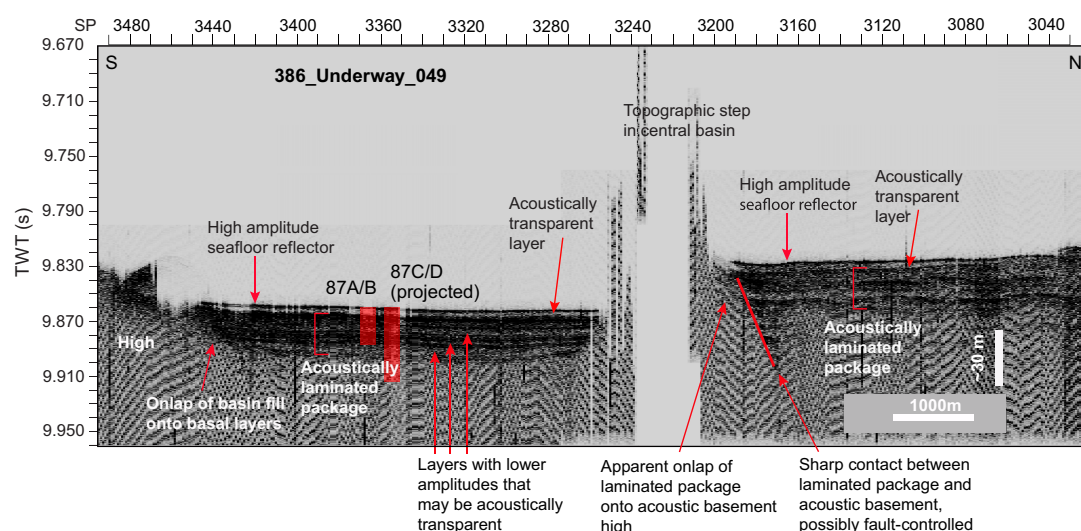 SP 3480 3440 3400 3360 3320 3280 3240 3200 3160 3120 3080 3040
9.670
9.710
9.750
9.790
9.830
9.870
9.910
9.950
TWT (s)
S
N
386_Underway_049
Topographic step
in central basin
High amplitude
seafloor reflector
Acoustically
transparent
layer
87A/B
87C/D
(projected)
High amplitude
seafloor reflector
Acoustically
transparent
layer
High
Onlap of basin fill
onto basal layers
Acoustically
laminated
package
Acoustically
laminated
package
~30 m
1000m
Layers with lower
amplitudes that
may be acoustically
transparent
Apparent onlap of
laminated package
onto acoustic basement
high
Sharp contact between
laminated package and
acoustic basement,
possibly fault-controlled